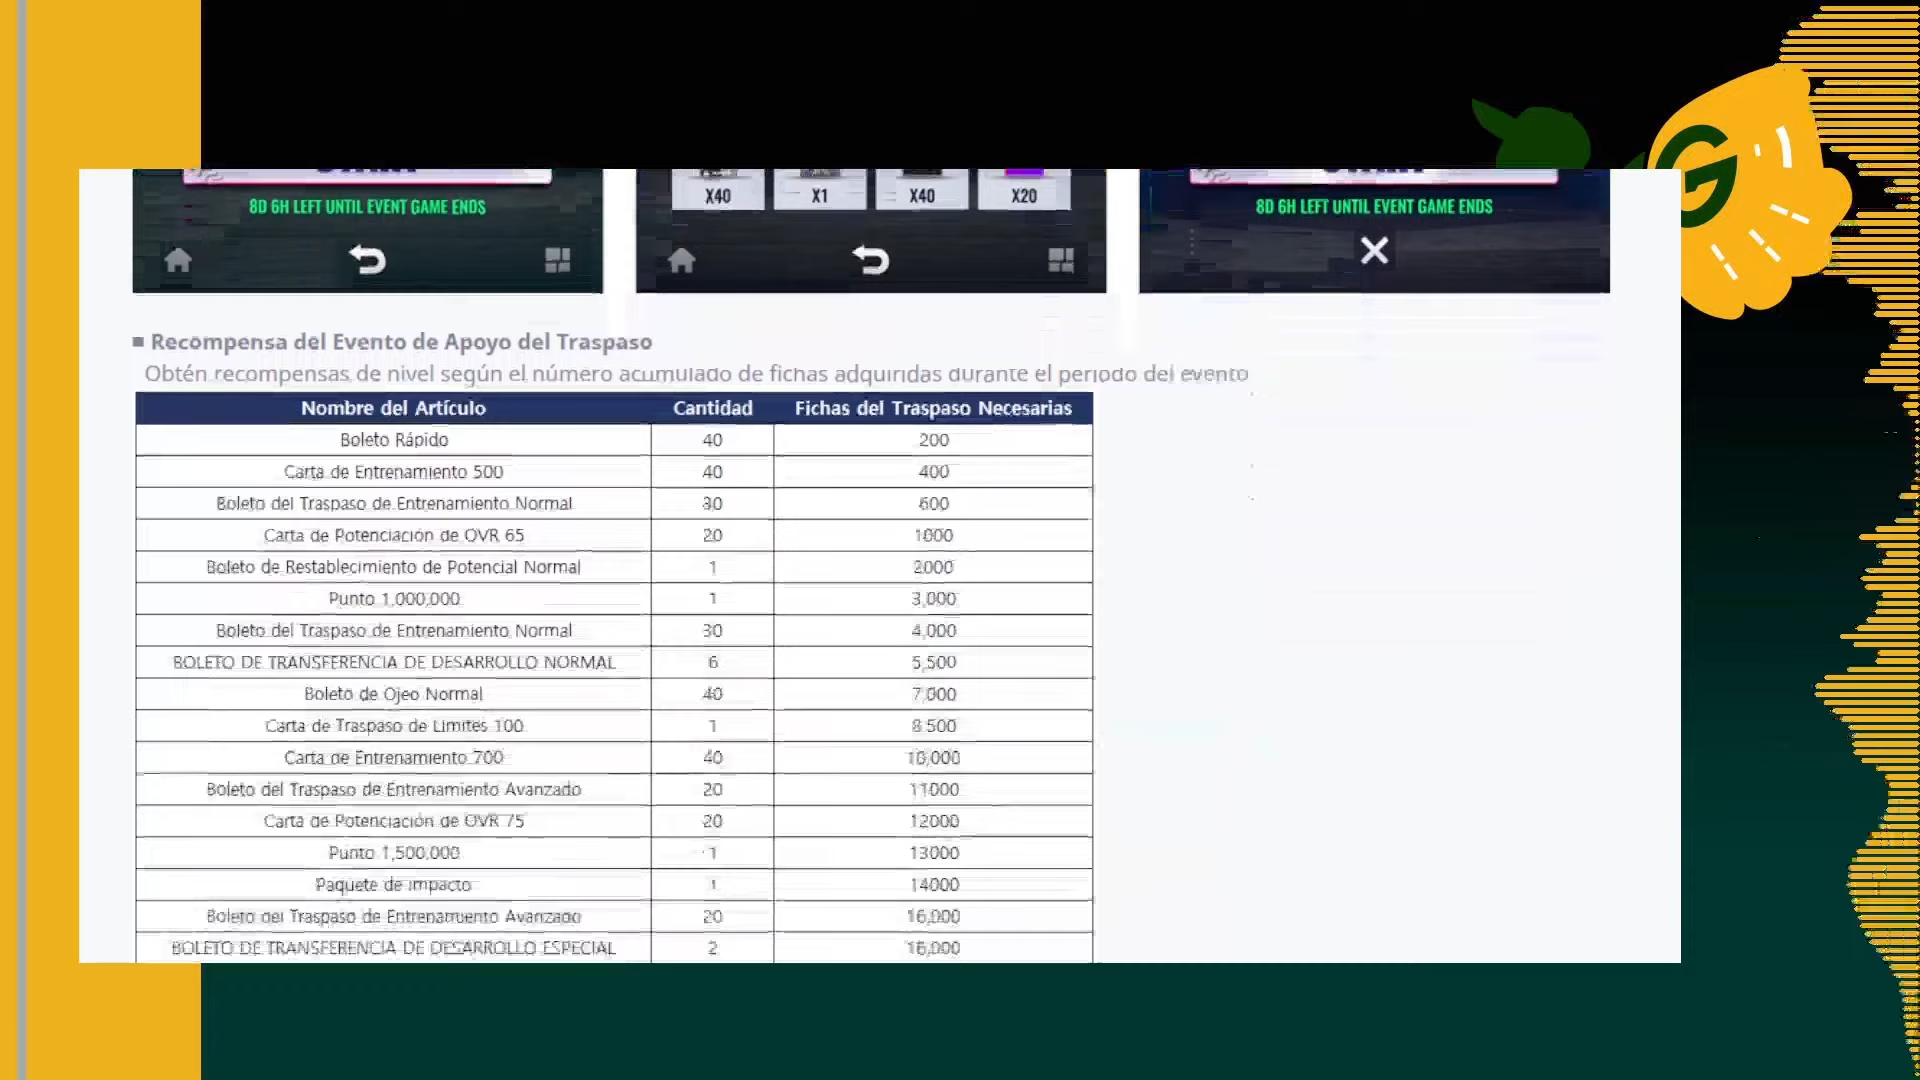 8D 6H LEFT UNTIL EVENT GAME ENDS
X40 X1 X40 X20
8D 6H LEFT UNTIL EVENT GAME ENDS
G
■ Recompensa del Evento de Apoyo del Traspaso
Obtén recompensas de nivel según el número acumulado de fichas adquiridas durante el periodo del evento
Nombre del Artículo Cantidad Fichas del Traspaso Necesarias
Boleto Rápido 40 200
Carta de Entrenamiento 500 40 400
Boleto del Traspaso de Entrenamiento Normal 30 600
Carta de Potenciación de OVR 65 20 1000
Boleto de Restablecimiento de Potencial Normal 1 2000
Punto 1,000,000 1 3,000
Boleto del Traspaso de Entrenamiento Normal 30 4,000
BOLETO DE TRANSFERENCIA DE DESARROLLO NORMAL 6 5,500
Boleto de Ojeo Normal 40 7,000
Carta de Traspaso de Límites 100 1 8,500
Carta de Entrenamiento 700 40 10,000
Boleto del Traspaso de Entrenamiento Avanzado 20 11000
Carta de Potenciación de OVR 75 20 12000
Punto 1,500,000 1 13000
Paquete de impacto 1 14000
Boleto del Traspaso de Entrenamiento Avanzado 20 16,000
BOLETO DE TRANSFERENCIA DE DESARROLLO ESPECIAL 2 16,000